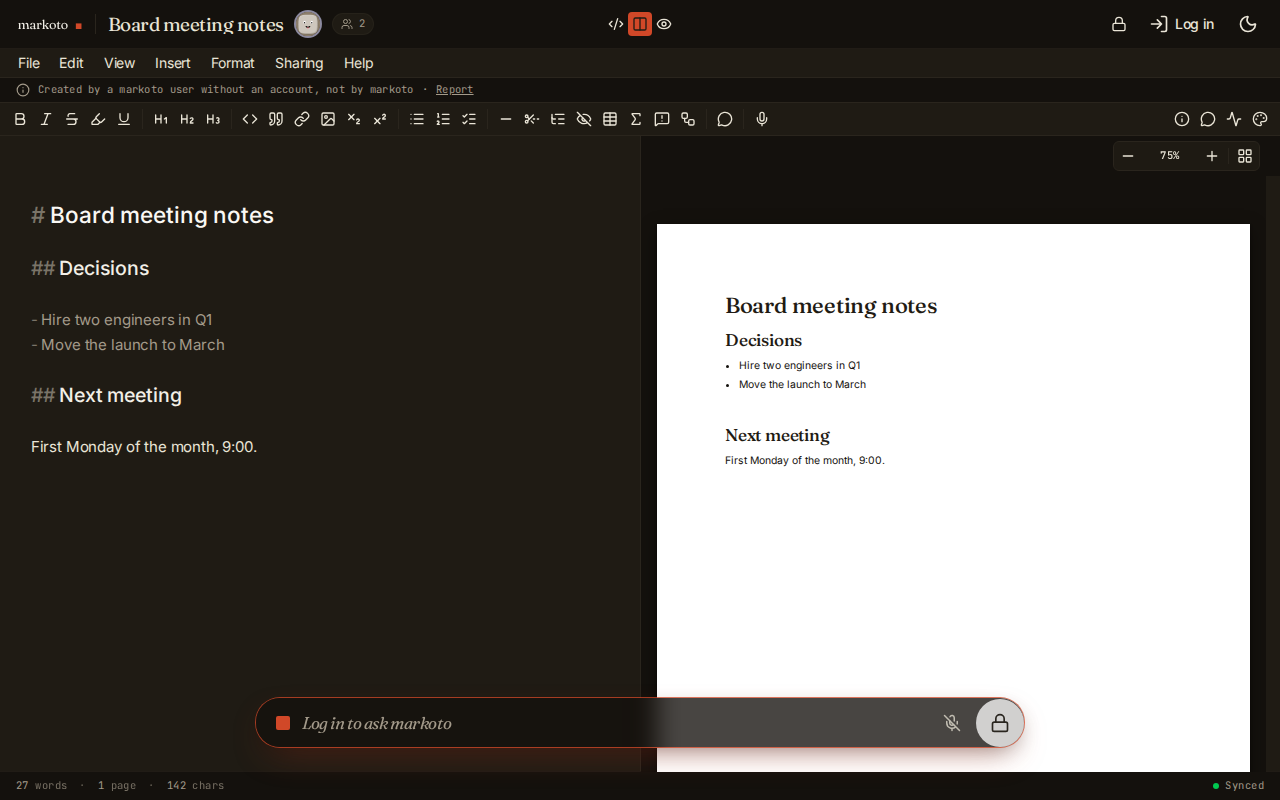 markoto
Board meeting notes
2
Log in
File Edit View Insert Format Sharing Help
Created by a markoto user without an account, not by markoto · Report
H1 H2 H3
75%
# Board meeting notes
## Decisions
- Hire two engineers in Q1
- Move the launch to March
## Next meeting
First Monday of the month, 9:00.
Board meeting notes
Decisions
• Hire two engineers in Q1
• Move the launch to March
Next meeting
First Monday of the month, 9:00.
Log in to ask markoto
27 words · 1 page · 142 chars
Synced